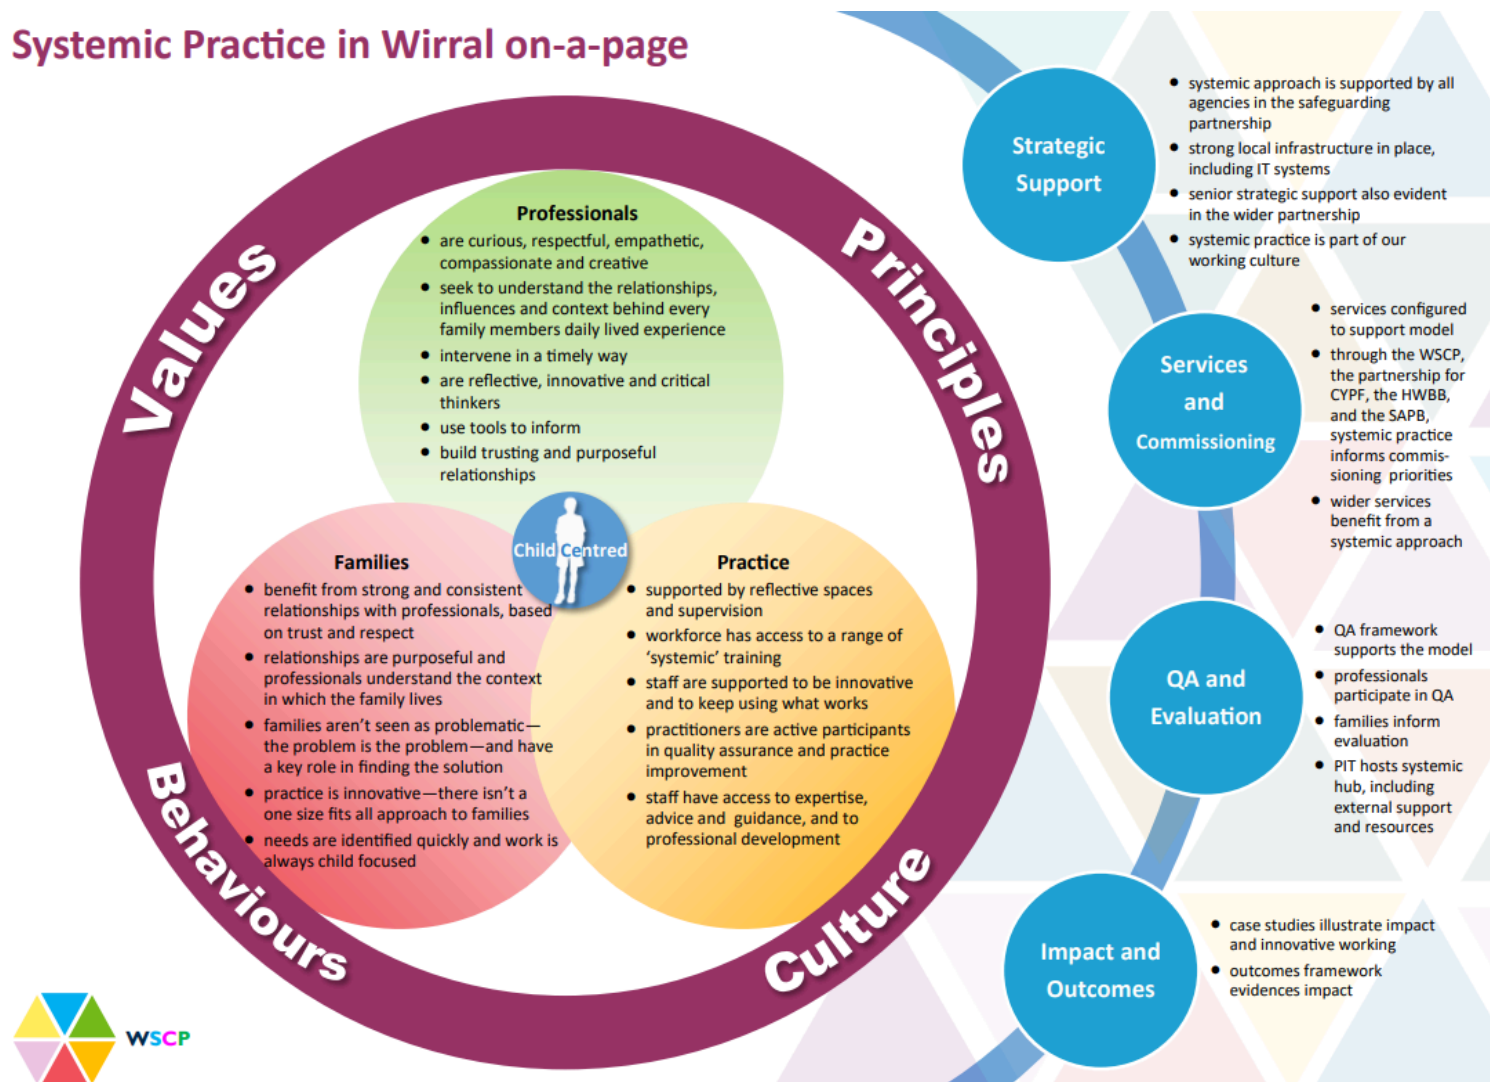 Systemic Practice in Wirral on-a-page
Values
Principles
Behaviours
Culture
Professionals
● are curious, respectful, empathetic,
compassionate and creative
● seek to understand the relationships,
influences and context behind every
family members daily lived experience
● intervene in a timely way
● are reflective, innovative and critical
thinkers
● use tools to inform
● build trusting and purposeful
relationships
Child Centred
Families
● benefit from strong and consistent
relationships with professionals, based
on trust and respect
● relationships are purposeful and
professionals understand the context
in which the family lives
● families aren’t seen as problematic—
the problem is the problem—and have
a key role in finding the solution
● practice is innovative—there isn’t a
one size fits all approach to families
● needs are identified quickly and work is
always child focused
Practice
● supported by reflective spaces
and supervision
● workforce has access to a range of
‘systemic’ training
● staff are supported to be innovative
and to keep using what works
● practitioners are active participants
in quality assurance and practice
improvement
● staff have access to expertise,
advice and guidance, and to
professional development
Strategic
Support
● systemic approach is supported by all
agencies in the safeguarding
partnership
● strong local infrastructure in place,
including IT systems
● senior strategic support also evident
in the wider partnership
● systemic practice is part of our
working culture
Services
and
Commissioning
● services configured
to support model
● through the WSCP,
the partnership for
CYPF, the HWBB,
and the SAPB,
systemic practice
informs commis-
sioning priorities
● wider services
benefit from a
systemic approach
QA and
Evaluation
● QA framework
supports the model
● professionals
participate in QA
● families inform
evaluation
● PIT hosts systemic
hub, including
external support
and resources
Impact and
Outcomes
● case studies illustrate impact
and innovative working
● outcomes framework
evidences impact
WSCP